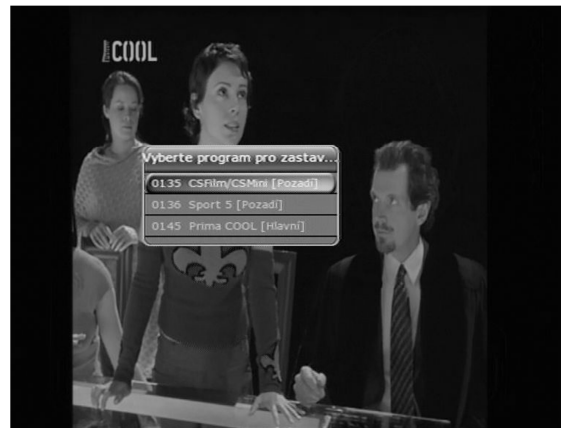 COOL
Vyberte program pro zastav...
0135 CSFilm/CSMini [Pozadí]
0136 Sport 5 [Pozadí]
0145 Prima COOL [Hlavní]